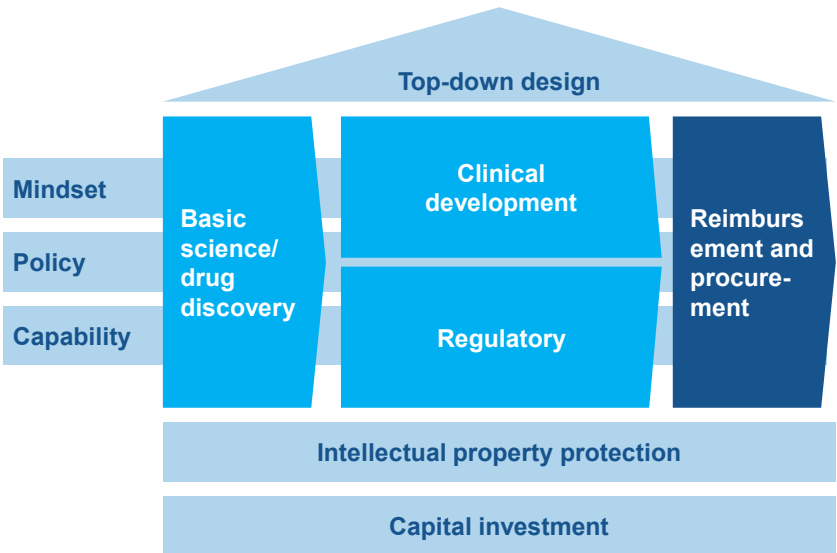 Top-down design
Mindset
Policy
Capability
Basic
science/
drug
discovery
Clinical
development
Regulatory
Reimburs
ement and
procure-
ment
Intellectual property protection
Capital investment